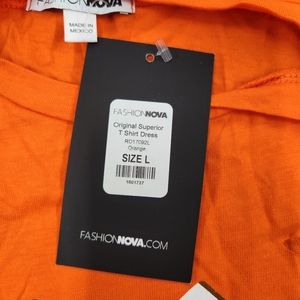 FASHIONNOVA
MADE IN
MEXICO
FASHIONNOVA
Original Superior
T Shirt Dress
RD17092L
Orange
SIZE L
1601737
FASHIONNOVA.COM